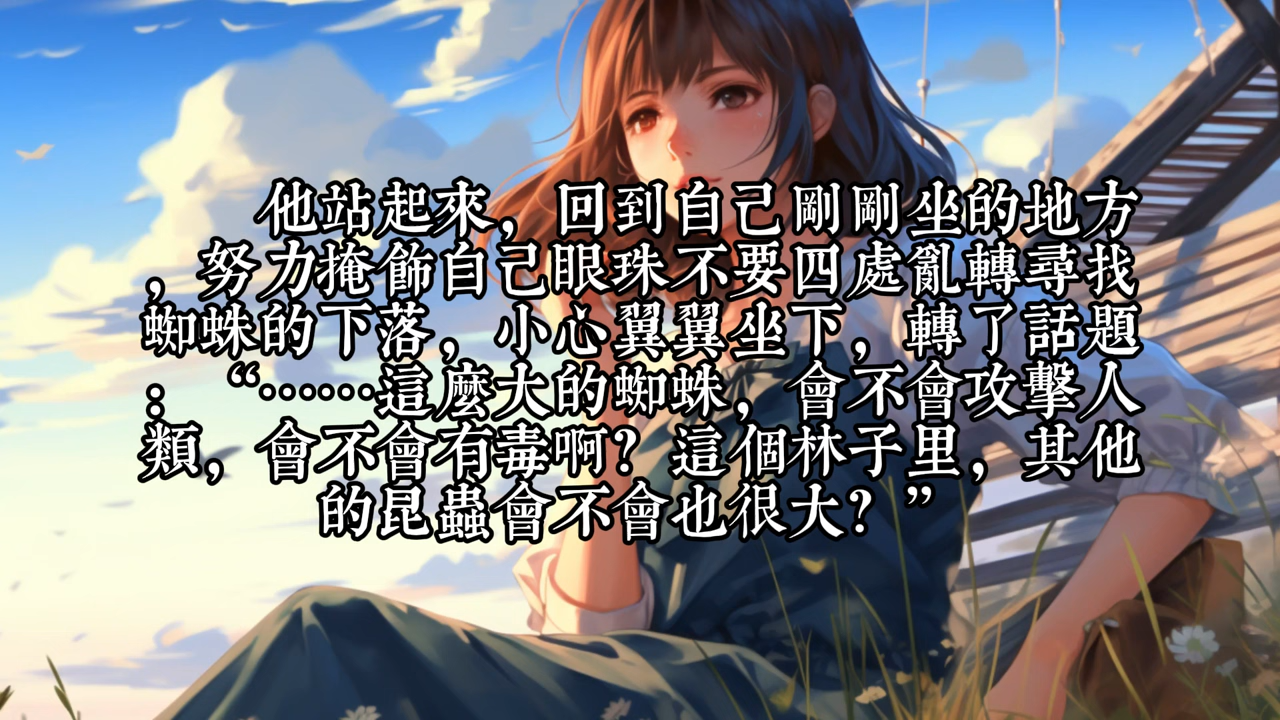 他站起來，回到自己剛剛坐的地方
，努力掩飾自己眼珠不要四處亂轉尋找
蜘蛛的下落，小心翼翼坐下，轉了話題
：“……這麼大的蜘蛛，會不會攻擊人
類，會不會有毒啊？這個林子里，其他
的昆蟲會不會也很大？”